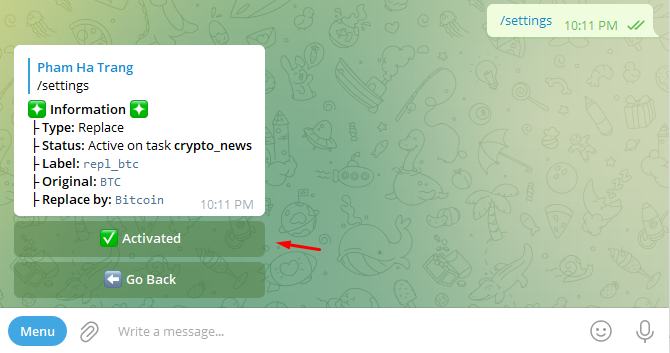 /settings 10:11 PM
Pham Ha Trang
/settings
Information
Type: Replace
Status: Active on task crypto_news
Label: repl_btc
Original: BTC
Replace by: Bitcoin 10:11 PM
Activated
Go Back
Menu Write a message...